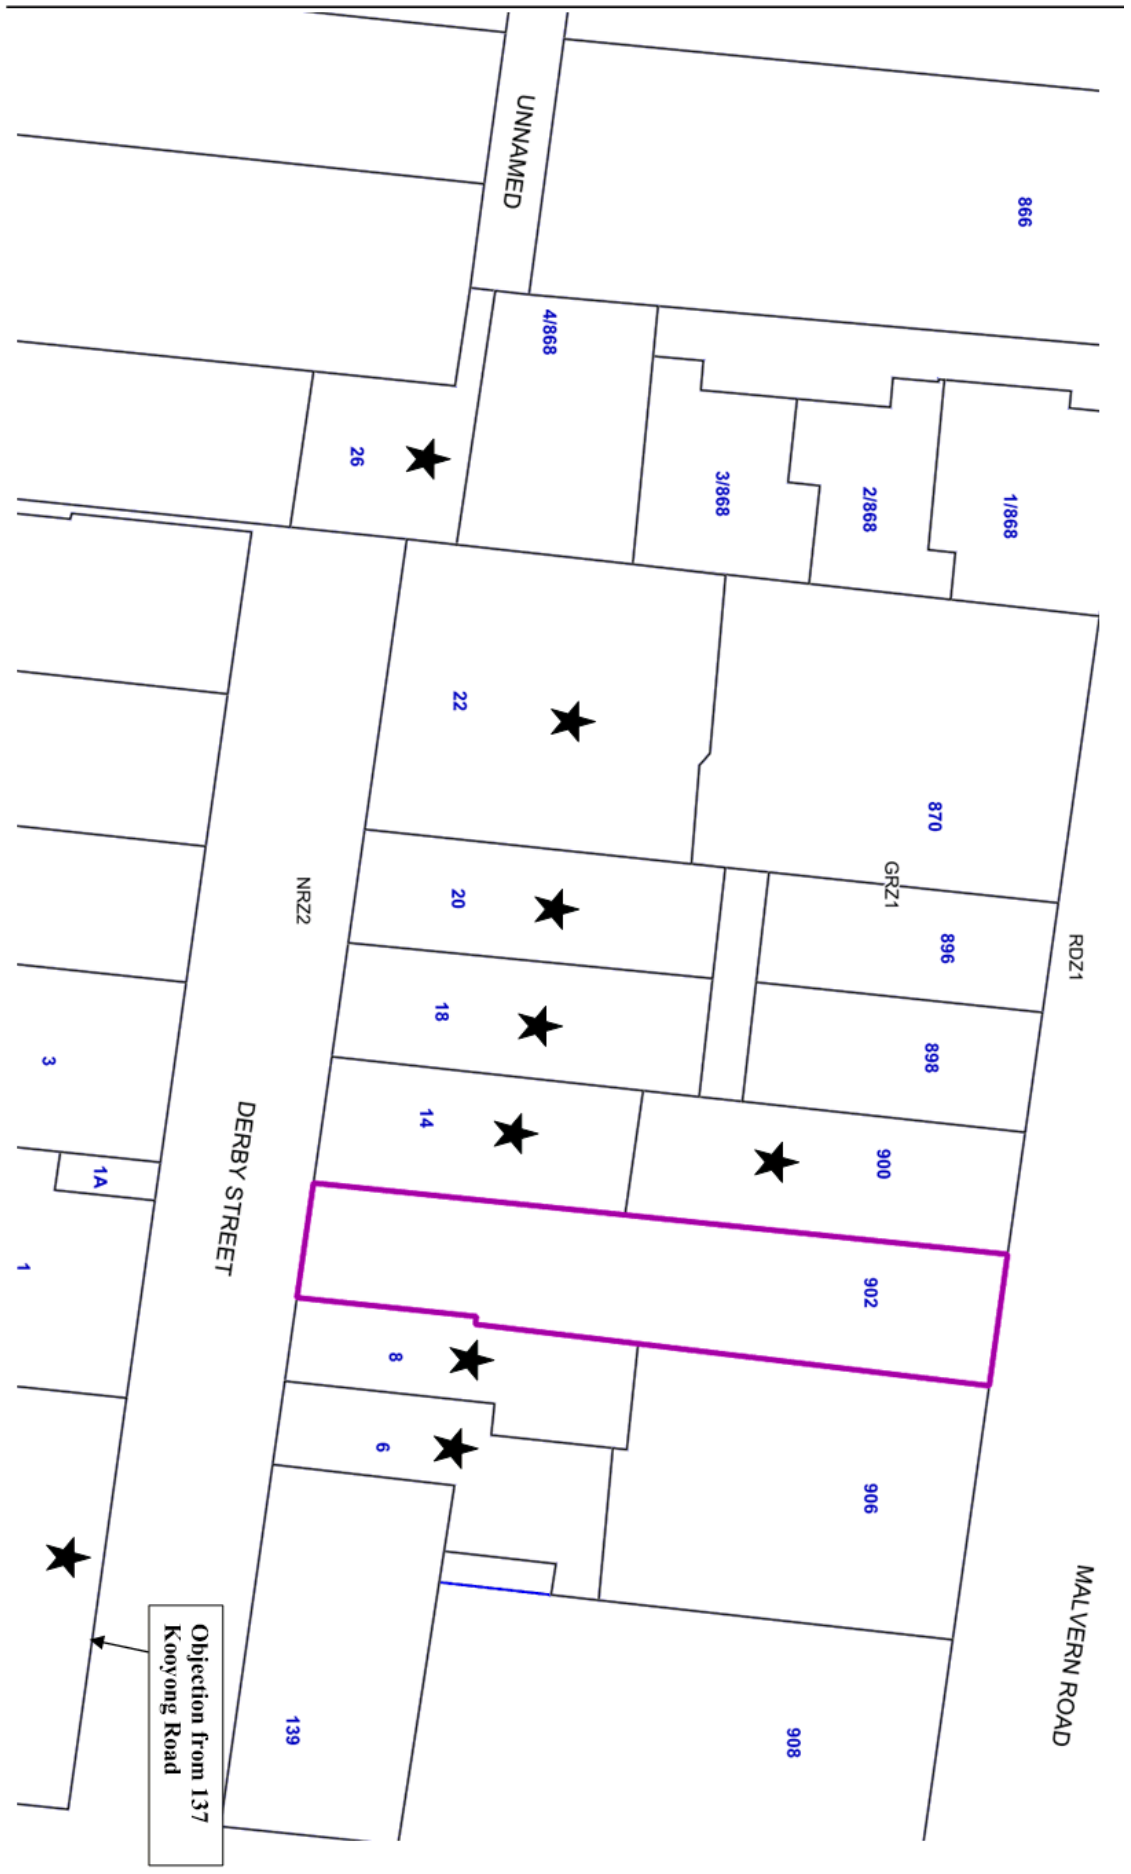 UNNAMED
866
4/868
26
3/868
2/868
1/868
22
870
GRZ1
NRZ2
20
896
RDZ1
18
898
3
14
DERBY STREET
1A
900
1
902
8
6
906
MALVERN ROAD
Objection from 137
Kooyong Road
139
908